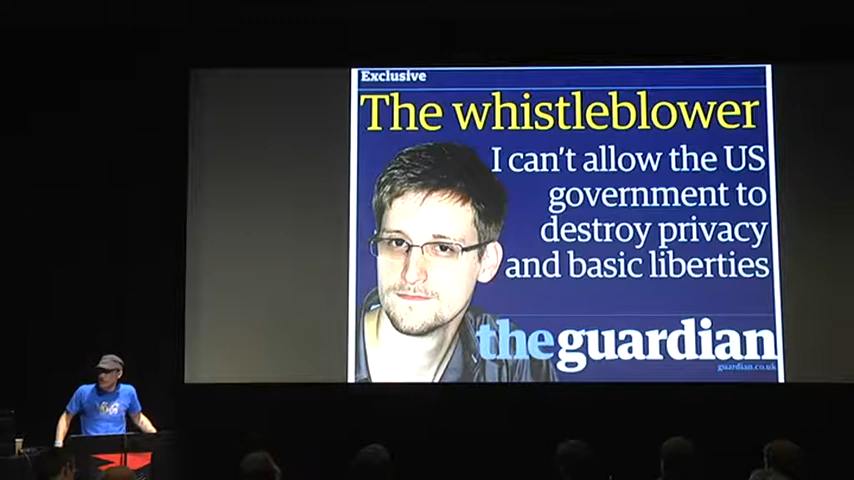 Exclusive
The whistleblower
I can't allow the US
government to
destroy privacy
and basic liberties
theguardian
guardian.co.uk